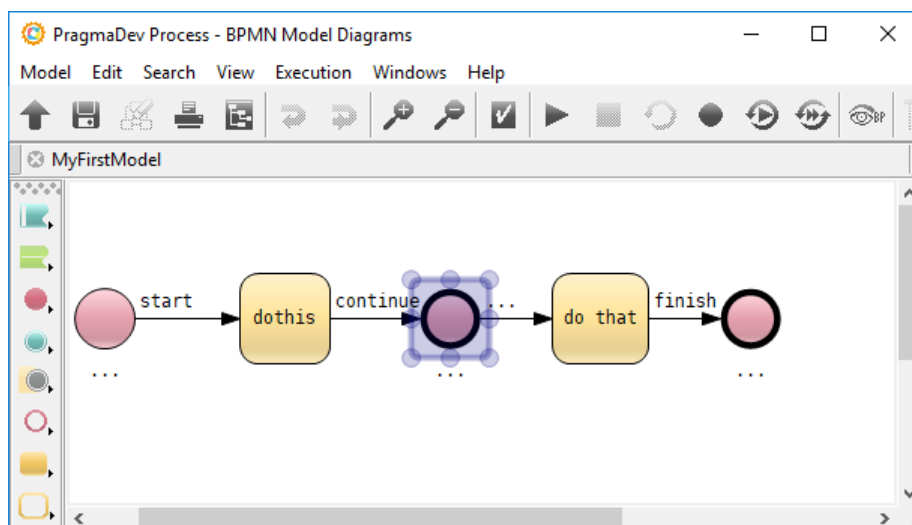 PragmaDev Process - BPMN Model Diagrams
Model Edit Search View Execution Windows Help
BP
MyFirstModel
start
dothis
continue
...
do that
finish
...
...
...